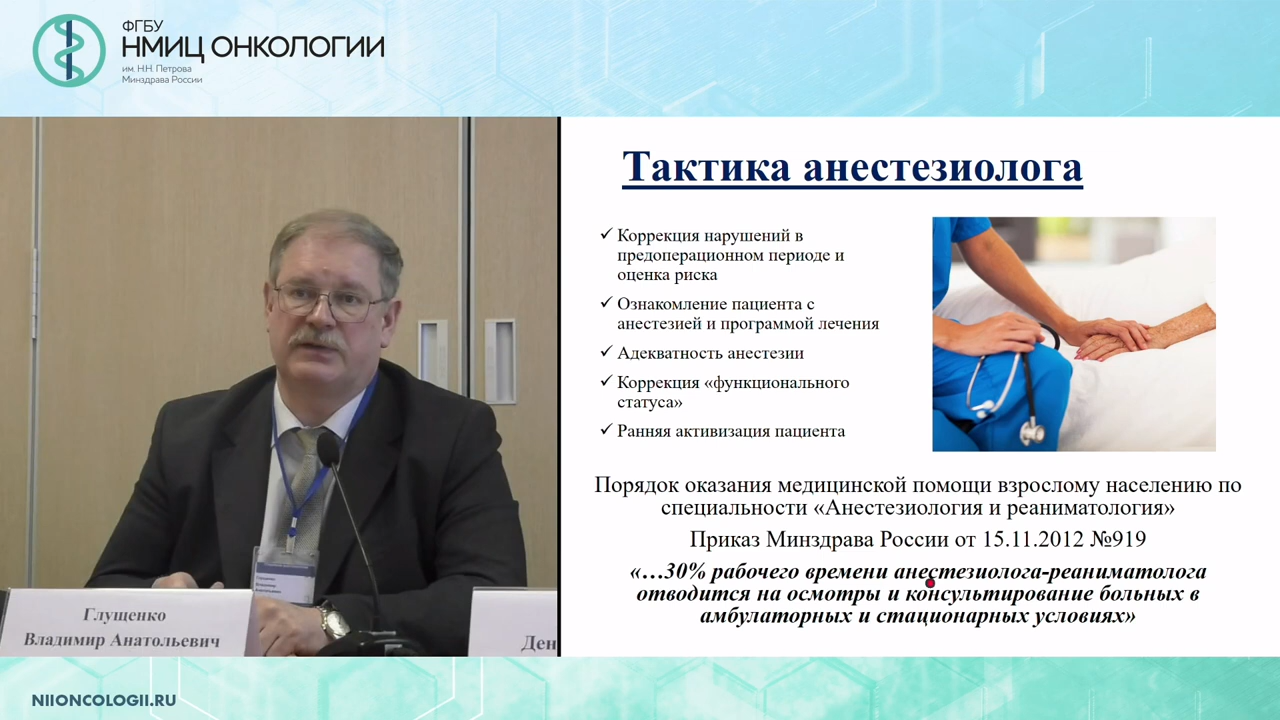 ФГБУ
НМИЦ ОНКОЛОГИИ
им. Н.Н. Петрова
Минздрава России
Тактика анестезиолога
Коррекция нарушений в
предоперационном периоде и
оценка риска
Ознакомление пациента с
анестезией и программой лечения
Адекватность анестезии
Коррекция «функционального
статуса»
Ранняя активизация пациента
Порядок оказания медицинской помощи взрослому населению по
специальности «Анестезиология и реаниматология»
Приказ Минздрава России от 15.11.2012 №919
«…30% рабочего времени анестезиолога-реаниматолога
отводится на осмотры и консультирование больных в
амбулаторных и стационарных условиях»
Глущенко
Владимир Анатольевич
Ден
NIIONCOLOGII.RU